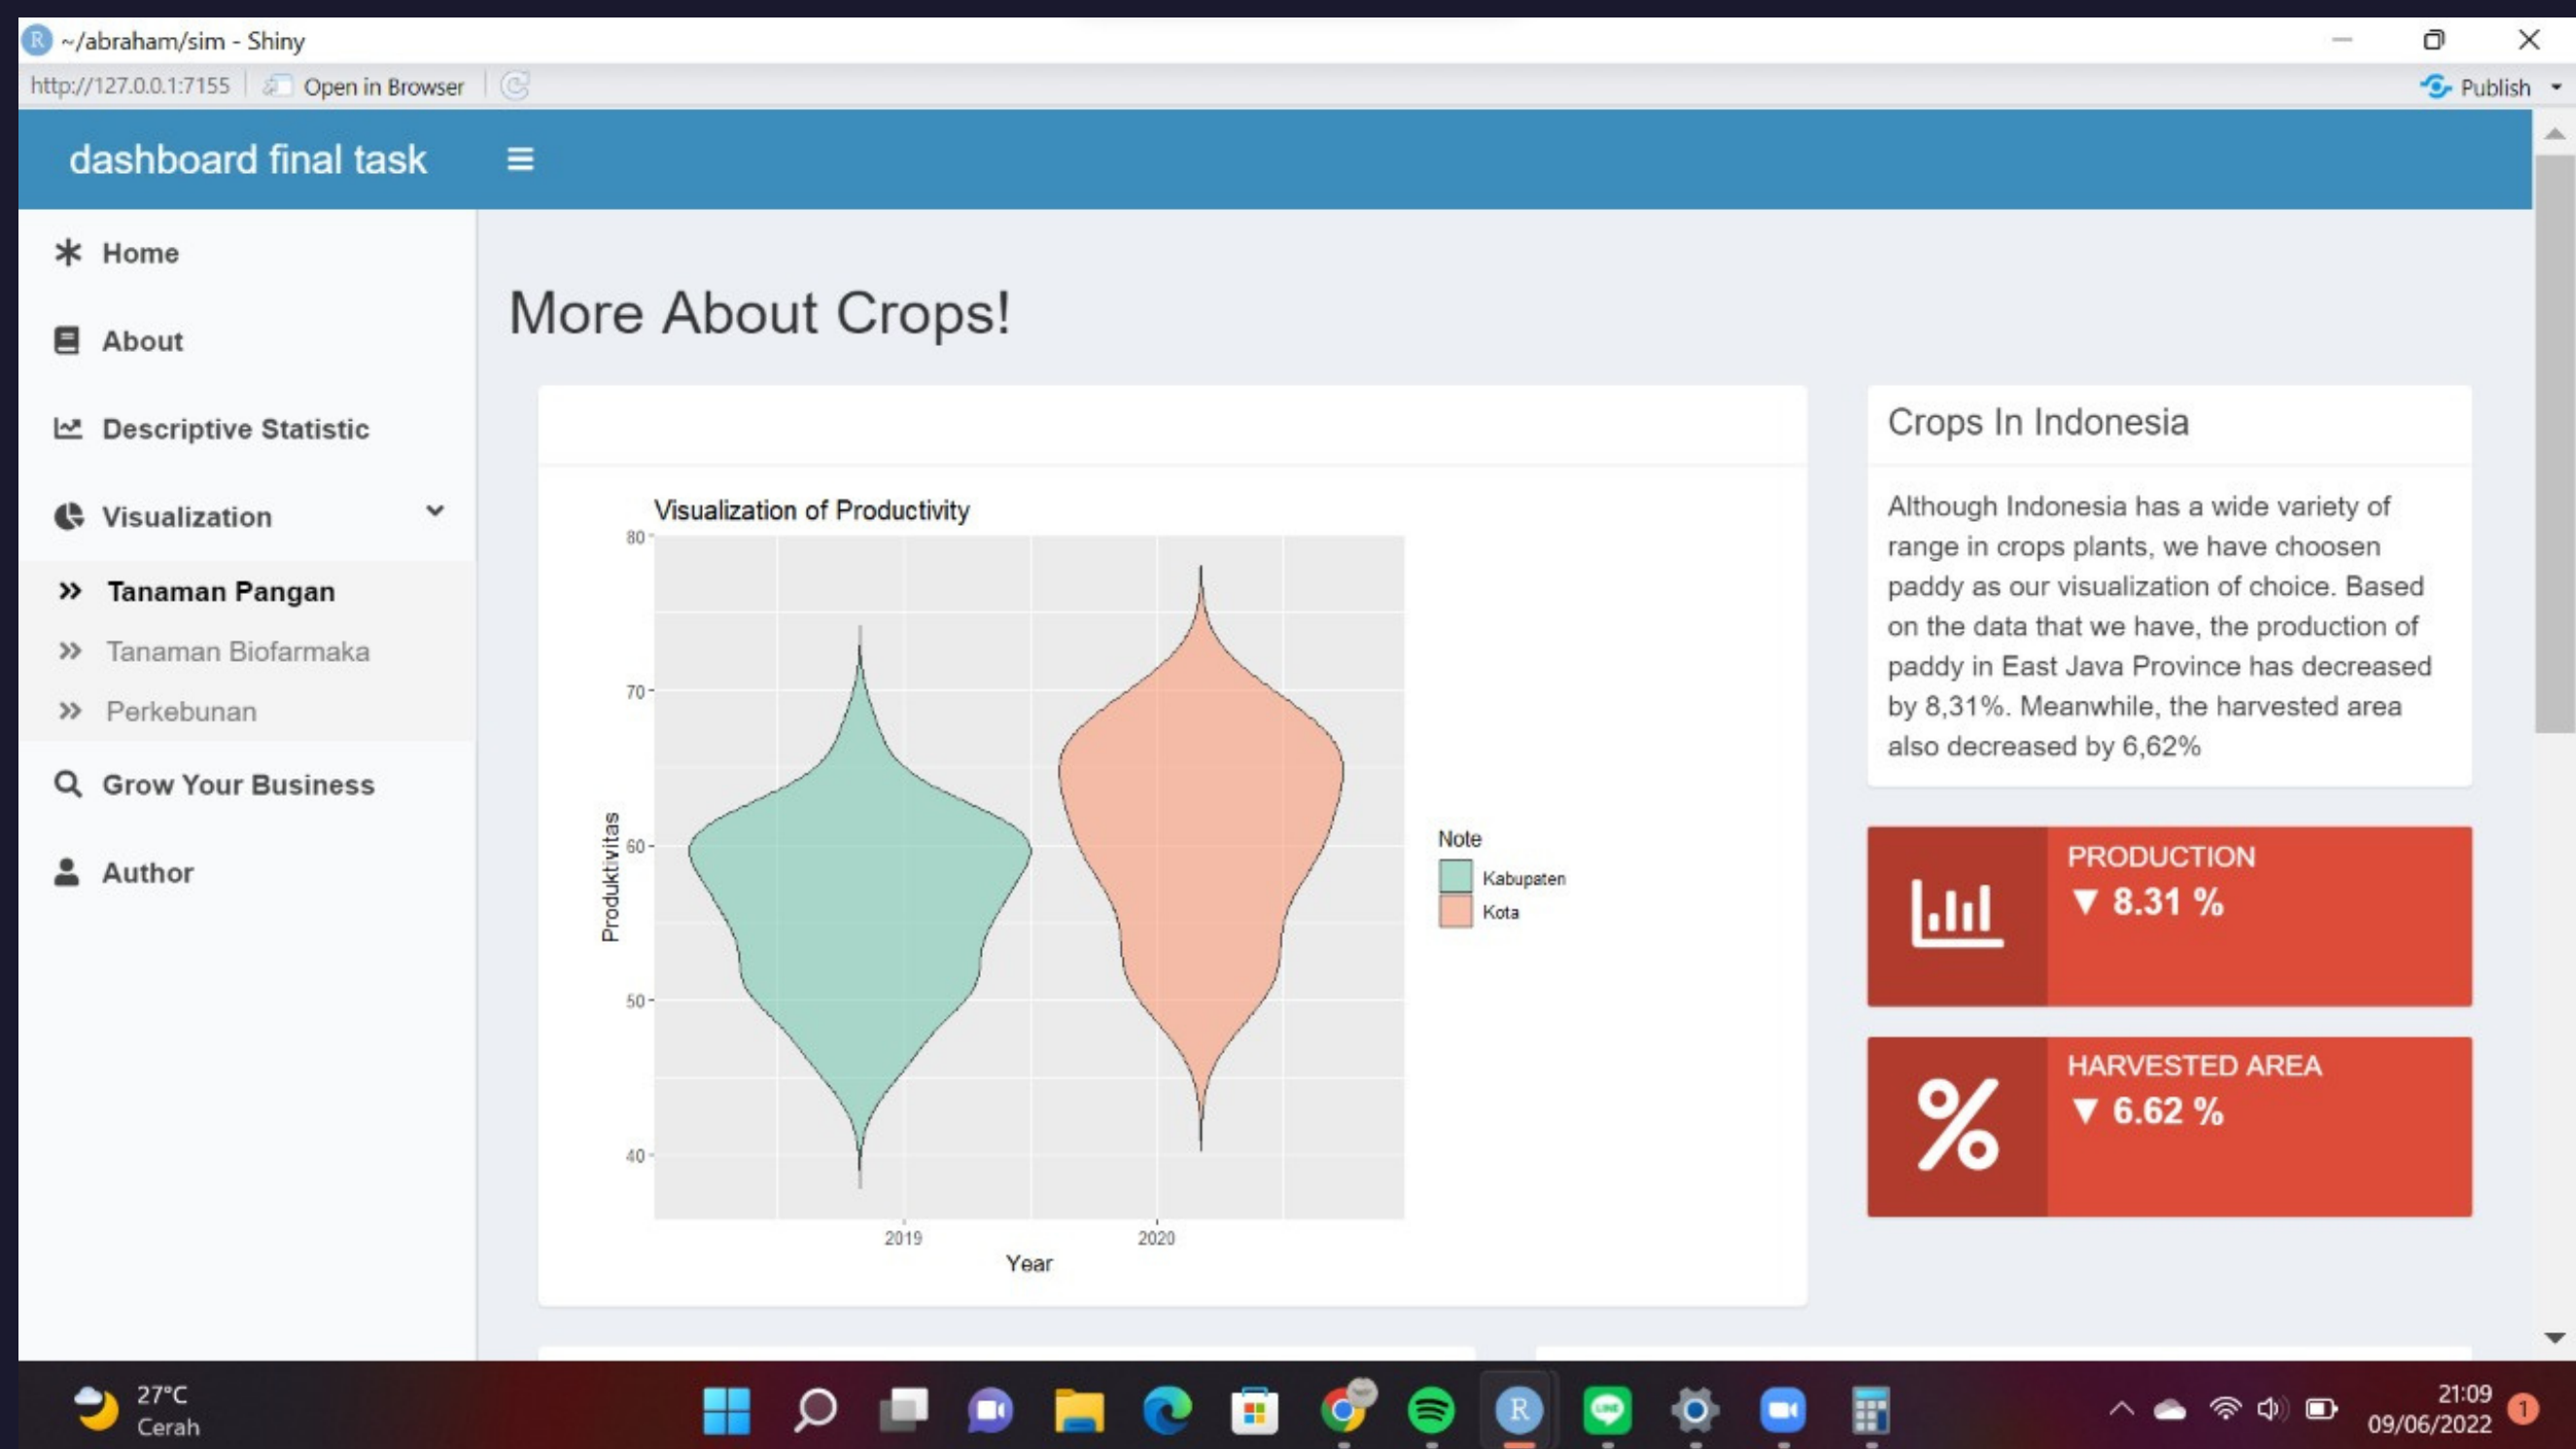 ~/abraham/sim - Shiny
http://127.0.0.1:7155
Open in Browser
Publish
dashboard final task
Home
About
Descriptive Statistic
Visualization
Tanaman Pangan
Tanaman Biofarmaka
Perkebunan
Grow Your Business
Author
More About Crops!
Visualization of Productivity
80
70
60
50
40
Produktivitas
2019
2020
Year
Note
Kabupaten
Kota
Crops In Indonesia
Although Indonesia has a wide variety of
range in crops plants, we have choosen
paddy as our visualization of choice. Based
on the data that we have, the production of
paddy in East Java Province has decreased
by 8,31%. Meanwhile, the harvested area
also decreased by 6,62%
PRODUCTION
▼ 8.31 %
HARVESTED AREA
▼ 6.62 %
27°C
Cerah
R
LINE
21:09
09/06/2022
1